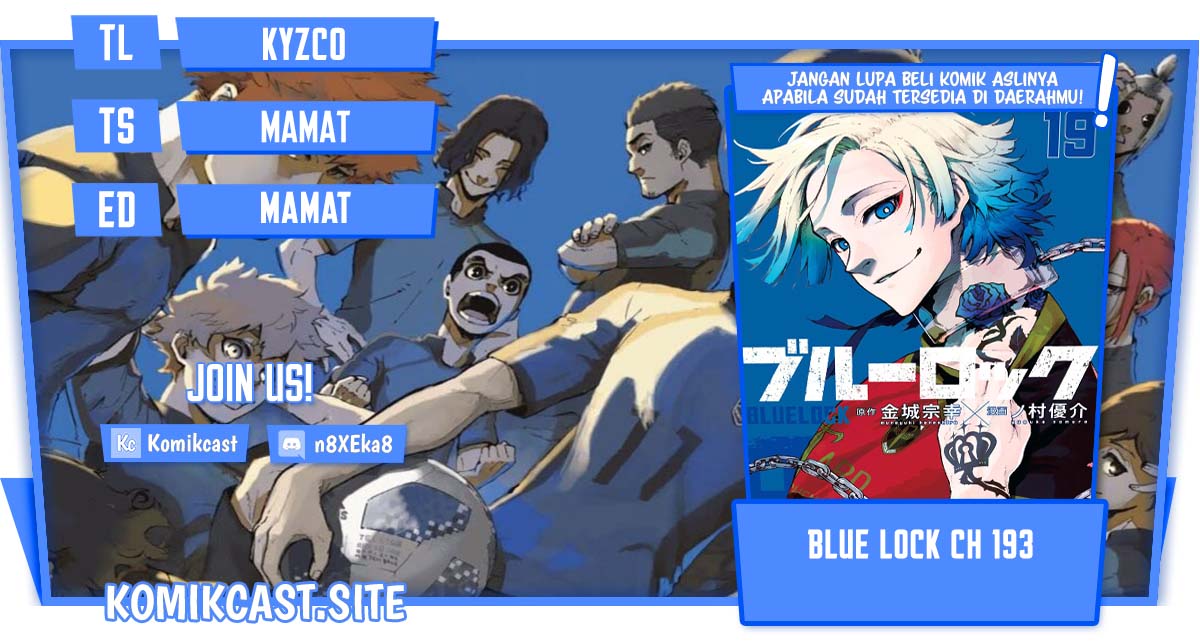 TL
KYZCO
TS
MAMAT
ED
MAMAT
JOIN US!
Kc Komikcast
n8XEka8
KOMIKCAST.SITE
JANGAN LUPA BELI KOMIK ASLINYA
APABILA SUDAH TERSEDIA DI DAERAHMU!
19
ブルーロック
BLUELOCK
原作 金城宗幸 × 漫画 ノ村優介
11
BLUE LOCK CH 193